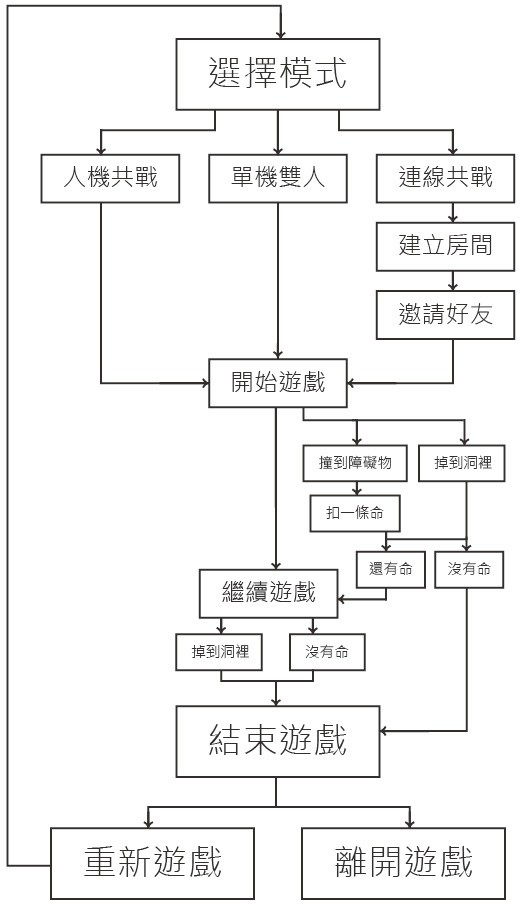 選擇模式
人機共戰
單機雙人
連線共戰
建立房間
邀請好友
開始遊戲
撞到障礙物
掉到洞裡
扣一條命
還有命
沒有命
繼續遊戲
掉到洞裡
沒有命
結束遊戲
重新遊戲
離開遊戲